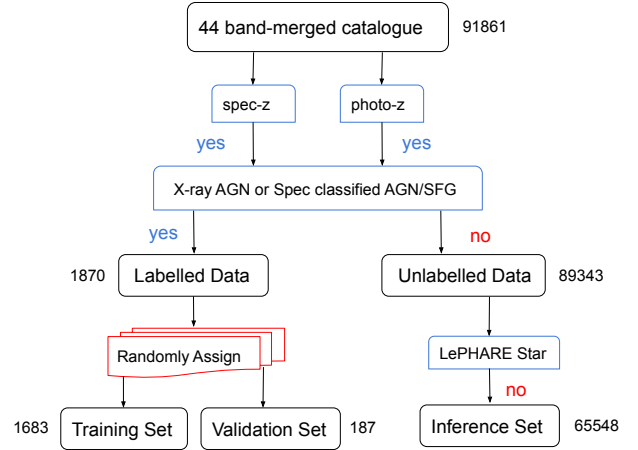 44 band-merged catalogue 91861
spec-z photo-z
yes yes
X-ray AGN or Spec classified AGN/SFG
yes no
1870 Labelled Data Unlabelled Data 89343
Randomly Assign LePHARE Star
no
1683 Training Set Validation Set 187 Inference Set 65548